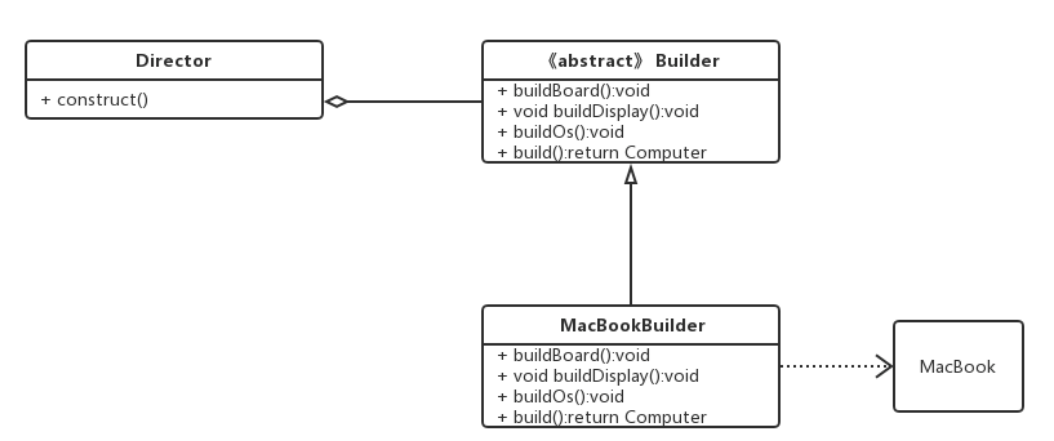 Director
+ construct()
《abstract》 Builder
+ buildBoard():void
+ void buildDisplay():void
+ buildOs():void
+ build():return Computer
MacBookBuilder
+ buildBoard():void
+ void buildDisplay():void
+ buildOs():void
+ build():return Computer
MacBook